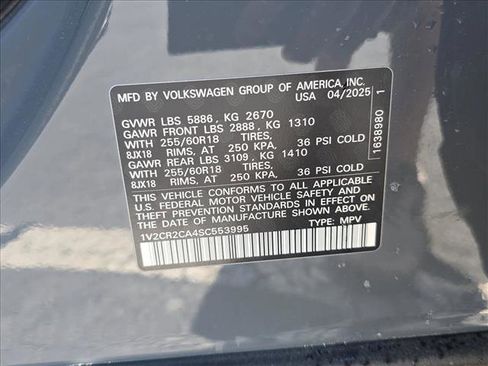 MFD BY VOLKSWAGEN GROUP OF AMERICA, INC.
USA 04/2025
GVWR LBS 5886, KG 2670
GAWR FRONT LBS 2888, KG 1310
WITH 255/60R18 TIRES,
8JX18 RIMS, AT 250 KPA, 36 PSI COLD
GAWR REAR LBS 3109, KG 1410
WITH 255/60R18 TIRES,
8JX18 RIMS, AT 250 KPA, 36 PSI COLD
THIS VEHICLE CONFORMS TO ALL APPLICABLE
U.S. FEDERAL MOTOR VEHICLE SAFETY AND
THEFT PREVENTION STANDARDS IN EFFECT ON
THE DATE OF MANUFACTURE SHOWN ABOVE.
1V2CR2CA4SC553995 TYPE: MPV
1638980 1